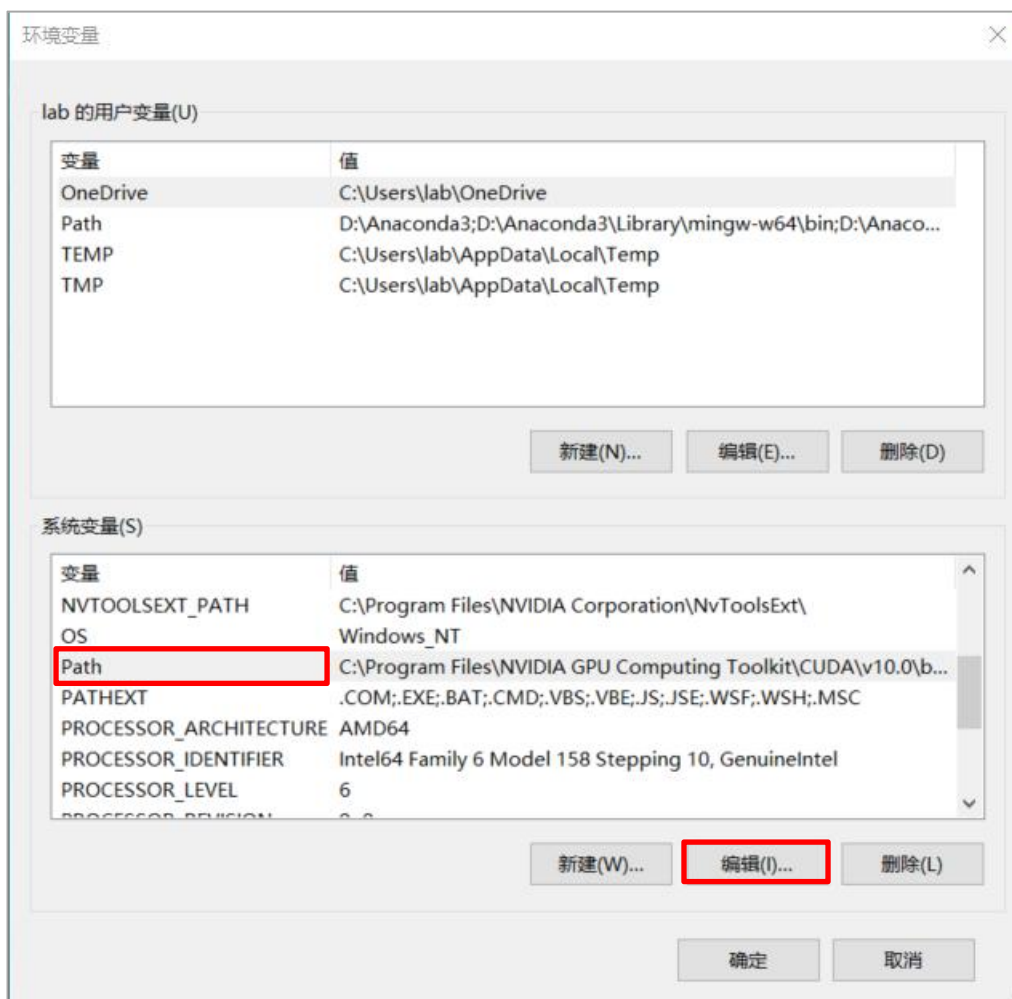 环境变量
lab 的用户变量(U)
变量 值
OneDrive C:\Users\lab\OneDrive
Path D:\Anaconda3;D:\Anaconda3\Library\mingw-w64\bin;D:\Anaco...
TEMP C:\Users\lab\AppData\Local\Temp
TMP C:\Users\lab\AppData\Local\Temp
新建(N)... 编辑(E)... 删除(D)
系统变量(S)
变量 值
NVTOOLSEXT_PATH C:\Program Files\NVIDIA Corporation\NvToolsExt\
OS Windows_NT
Path C:\Program Files\NVIDIA GPU Computing Toolkit\CUDA\v10.0\b...
PATHEXT .COM;.EXE;.BAT;.CMD;.VBS;.VBE;.JS;.JSE;.WSF;.WSH;.MSC
PROCESSOR_ARCHITECTURE AMD64
PROCESSOR_IDENTIFIER Intel64 Family 6 Model 158 Stepping 10, GenuineIntel
PROCESSOR_LEVEL 6
新建(W)... 编辑(I)... 删除(L)
确定 取消